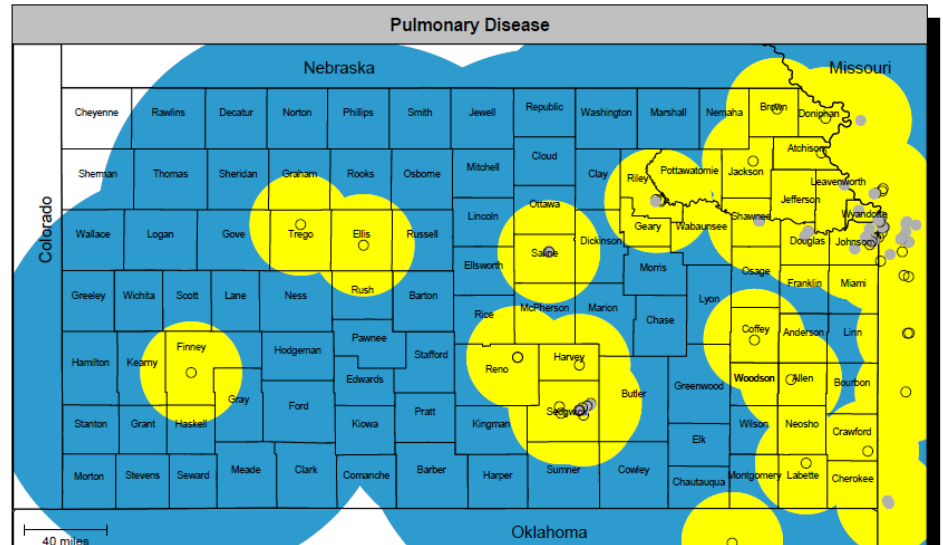 Pulmonary Disease
Nebraska
Missouri
Colorado
Cheyenne Rawlins Decatur Norton Phillips Smith Jewell Republic Washington Marshall Nemaha Brown Doniphan
Sherman Thomas Sheridan Graham Rooks Osborne Mitchell Cloud Clay Riley Pottawatomie Jackson Atchison
Leavenworth
Wallace Logan Gove Trego Ellis Russell Lincoln Ottawa Geary Wabaunsee Shawnee Jefferson Wyandotte
Ellsworth Saline Dickinson Morris Osage Douglas Johnson
Greeley Wichita Scott Lane Ness Rush Barton Rice McPherson Marion Chase Lyon Franklin Miami
Hamilton Kearny Finney Hodgeman Pawnee Stafford Reno Harvey Coffey Anderson Linn
Gray Ford Edwards Pratt Kingman Sedgwick Butler Greenwood Woodson Allen Bourbon
Stanton Grant Haskell Kiowa Elk Wilson Neosho Crawford
Morton Stevens Seward Meade Clark Comanche Barber Harper Sumner Cowley Chautauqua Montgomery Labette Cherokee
Oklahoma
40 miles